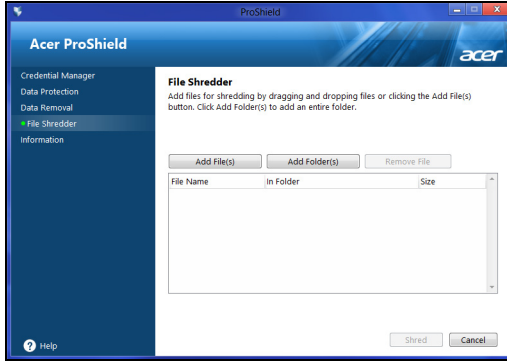 ProShield
Acer ProShield
acer
Credential Manager
Data Protection
Data Removal
File Shredder
Information
Help
File Shredder
Add files for shredding by dragging and dropping files or clicking the Add File(s)
button. Click Add Folder(s) to add an entire folder.
Add File(s) Add Folder(s) Remove File
File Name In Folder Size
Shred Cancel